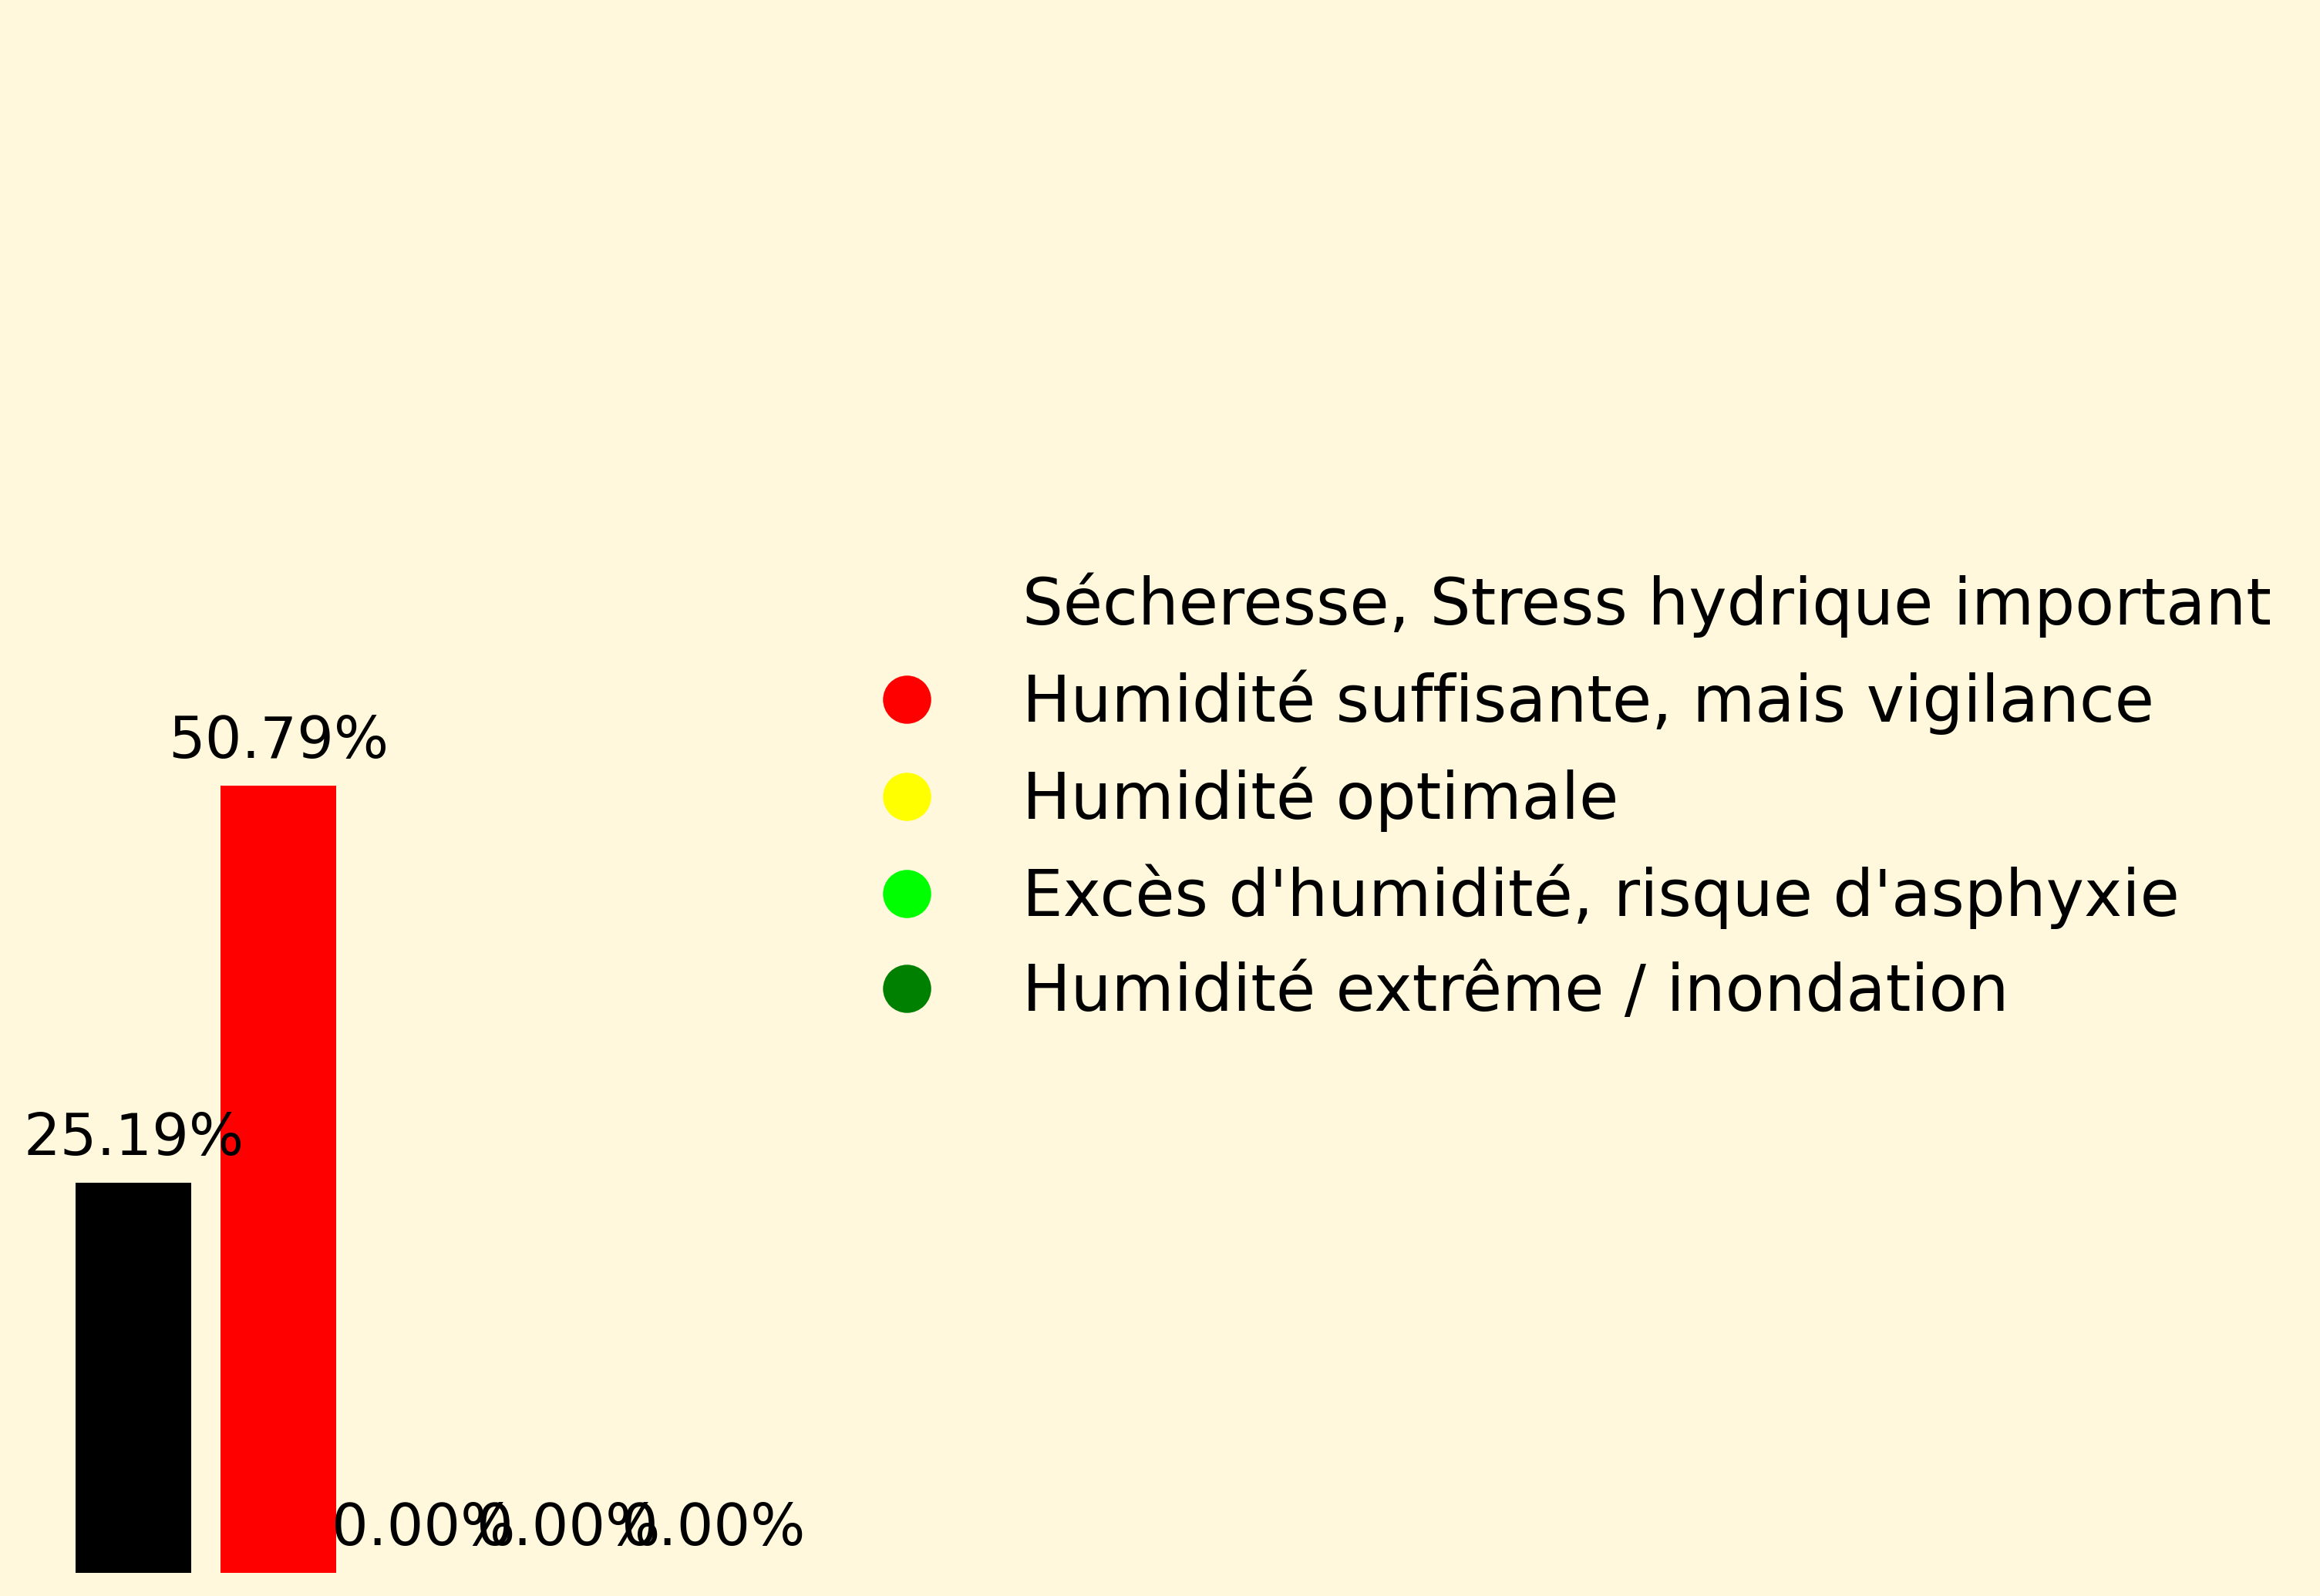 Sécheresse, Stress hydrique important
Humidité suffisante, mais vigilance
50.79%
Humidité optimale
Excès d'humidité, risque d'asphyxie
Humidité extrême / inondation
25.19%
0.00% 0.00% 0.00%